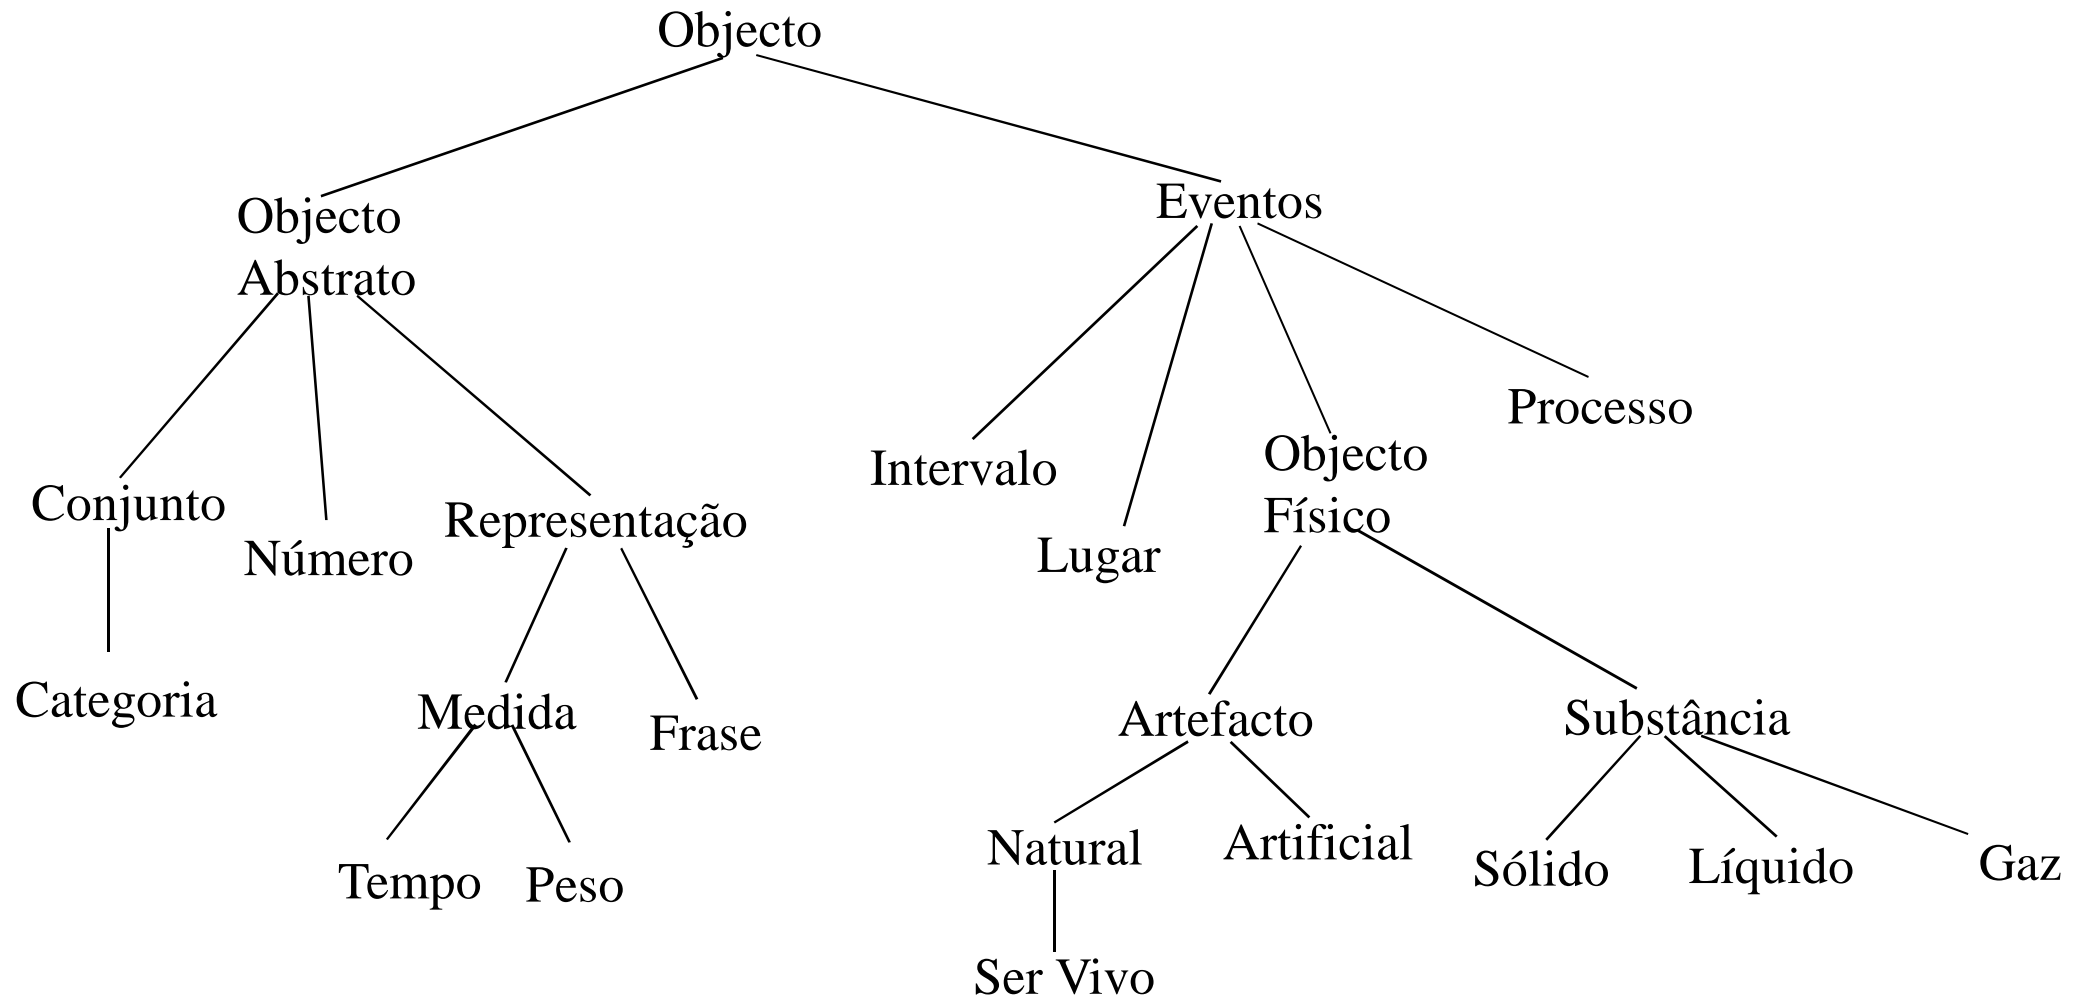 Objecto
Objecto
Abstrato
Eventos
Conjunto
Número
Representação
Intervalo
Lugar
Objecto
Físico
Processo
Categoria
Medida
Frase
Artefacto
Substância
Tempo
Peso
Natural
Artificial
Sólido
Líquido
Gaz
Ser Vivo